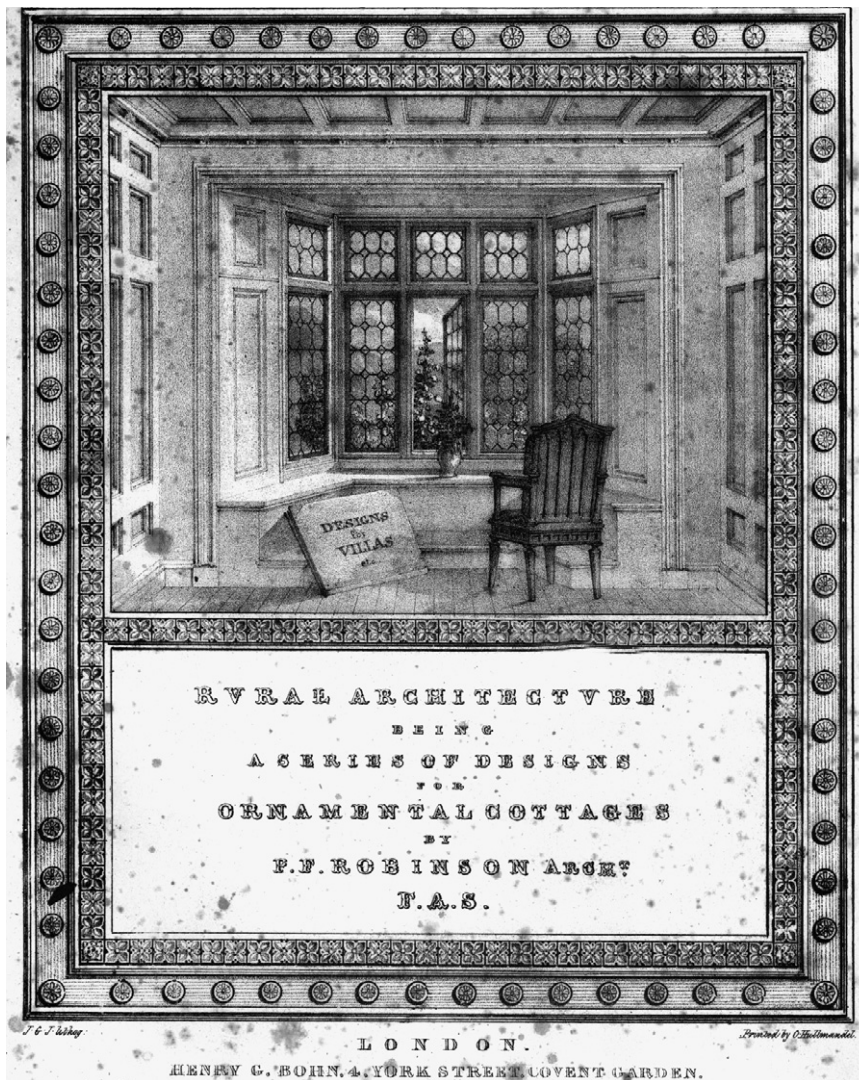 DESIGNS
for
VILLAS
etc.
RVRAL ARCHITECTVRE
BEING
A SERIES OF DESIGNS
FOR
ORNAMENTAL COTTAGES
BY
P.F. ROBINSON ARCHT.
F.A.S.
J & J
Printed by C. Hullmandel.
LONDON.
HENRY G. BOHN, 4, YORK STREET, COVENT GARDEN.